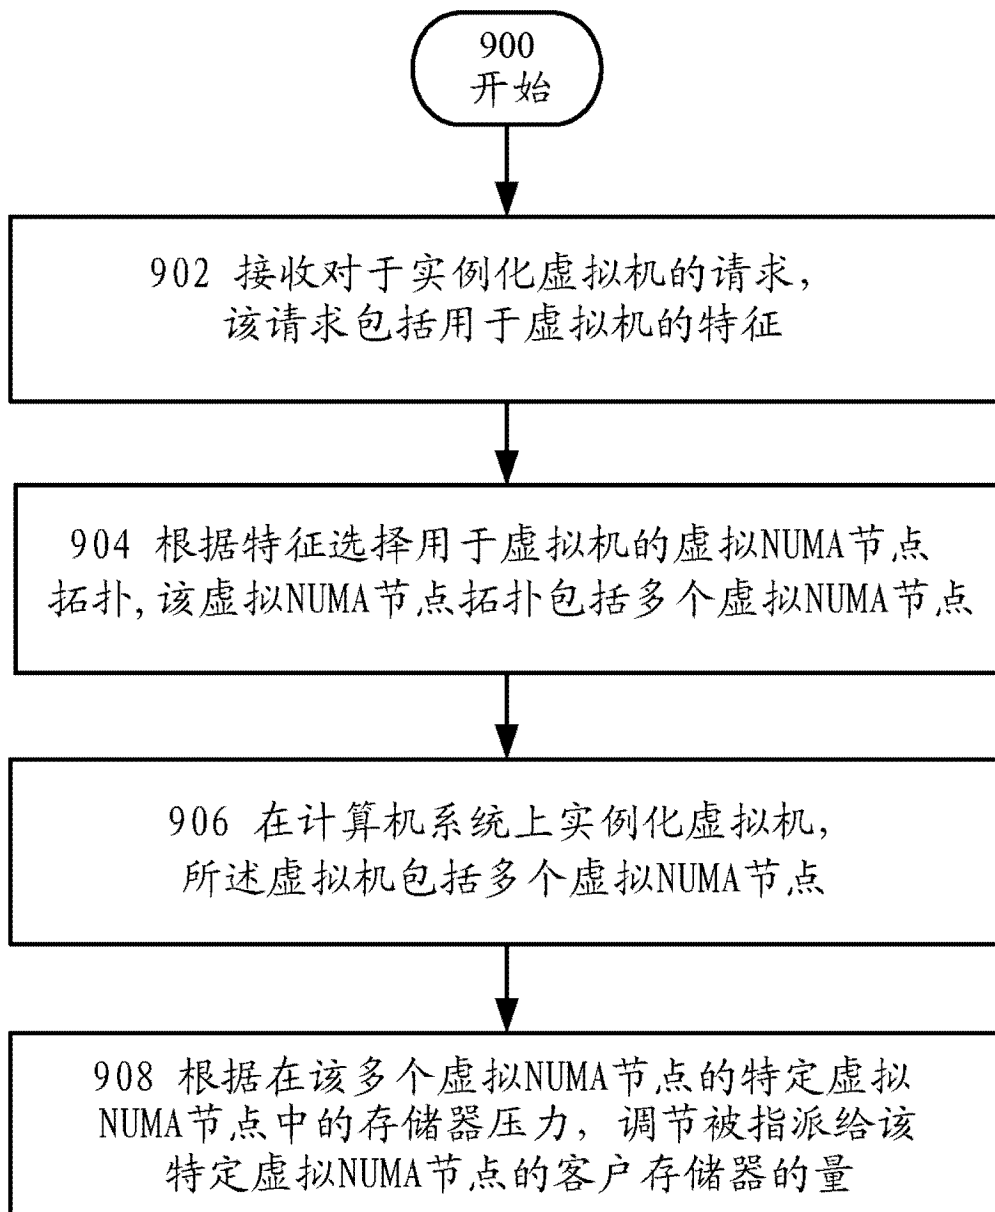 900
开始
902 接收对于实例化虚拟机的请求，
该请求包括用于虚拟机的特征
904 根据特征选择用于虚拟机的虚拟NUMA节点
拓扑,该虚拟NUMA节点拓扑包括多个虚拟NUMA节点
906 在计算机系统上实例化虚拟机，
所述虚拟机包括多个虚拟NUMA节点
908 根据在该多个虚拟NUMA节点的特定虚拟
NUMA节点中的存储器压力，调节被指派给该
特定虚拟NUMA节点的客户存储器的量